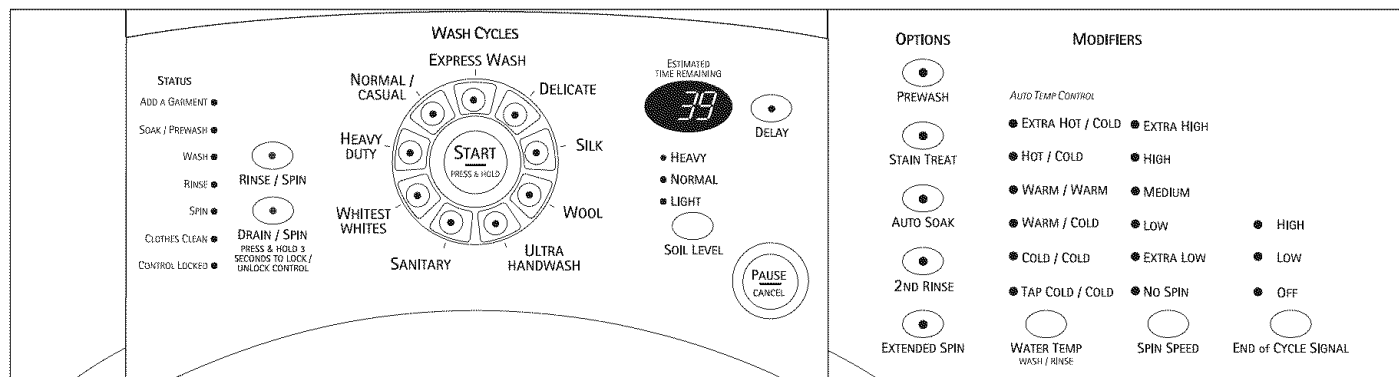 WASH CYCLES
STATUS
ADD A GARMENT
SOAK / PREWASH
WASH
RINSE
SPIN
CLOTHES CLEAN
CONTROL LOCKED
RINSE / SPIN
DRAIN / SPIN
PRESS & HOLD 3
SECONDS TO LOCK /
UNLOCK CONTROL
EXPRESS WASH
NORMAL /
CASUAL
DELICATE
HEAVY
DUTY
SILK
START
PRESS & HOLD
WHITEST
WHITES
WOOL
SANITARY
ULTRA
HANDWASH
ESTIMATED
TIME REMAINING
39
DELAY
HEAVY
NORMAL
LIGHT
SOIL LEVEL
PAUSE
CANCEL
OPTIONS
PREWASH
STAIN TREAT
AUTO SOAK
2ND RINSE
EXTENDED SPIN
MODIFIERS
AUTO TEMP CONTROL
EXTRA HOT / COLD
HOT / COLD
WARM / WARM
WARM / COLD
COLD / COLD
TAP COLD / COLD
WATER TEMP
WASH / RINSE
EXTRA HIGH
HIGH
MEDIUM
LOW
EXTRA LOW
NO SPIN
SPIN SPEED
HIGH
LOW
OFF
END of CYCLE SIGNAL